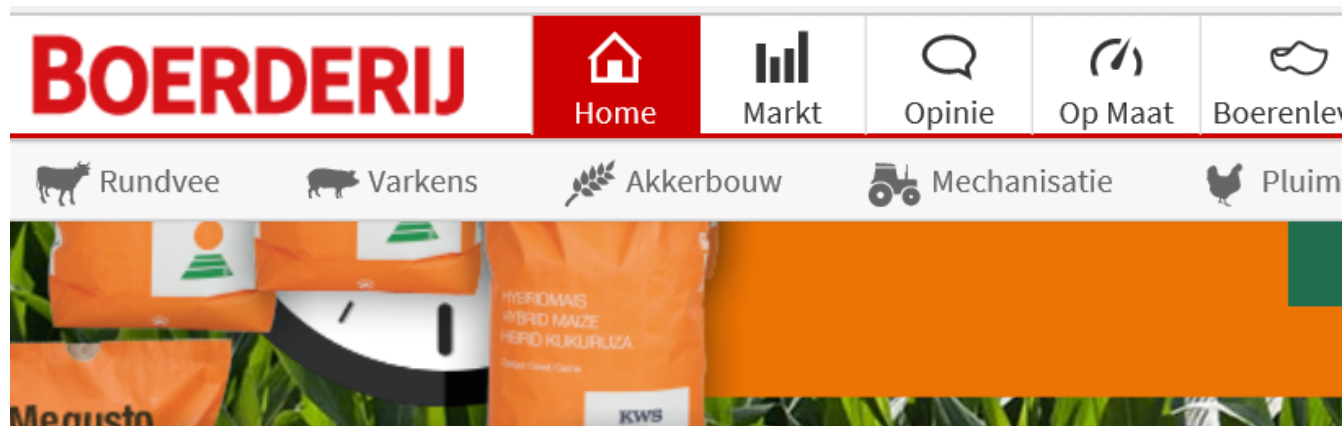 BOERDERIJ
Home
Markt
Opinie
Op Maat
Boerenlev
Rundvee
Varkens
Akkerbouw
Mechanisatie
Pluim
HYBRIDMAIS
HYBRID MAIZE
HIBRID KUKURUZA
KWS
Megusto